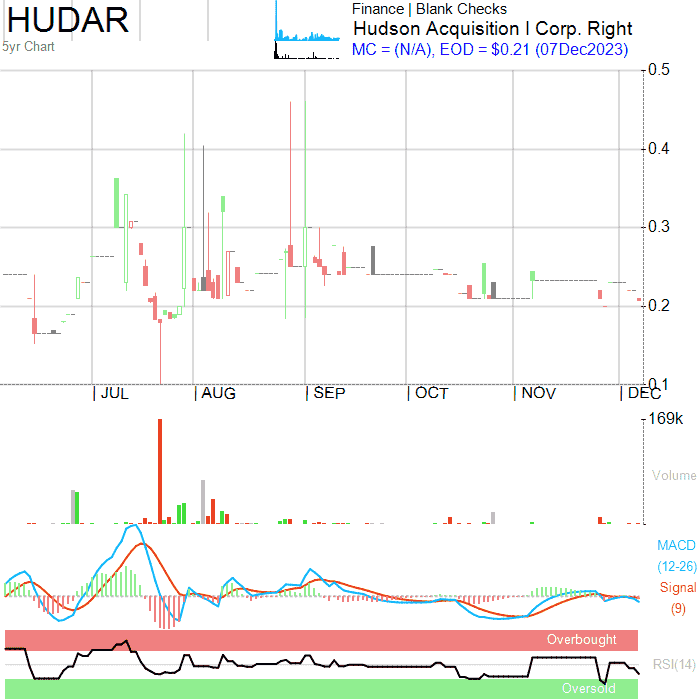 HUDAR
5yr Chart
Finance | Blank Checks
Hudson Acquisition I Corp. Right
MC = (N/A), EOD = $0.21 (07Dec2023)
0.5
0.4
0.3
0.2
0.1
JUL
AUG
SEP
OCT
NOV
DEC
169k
Volume
MACD
(12-26)
Signal
(9)
Overbought
RSI(14)
Oversold